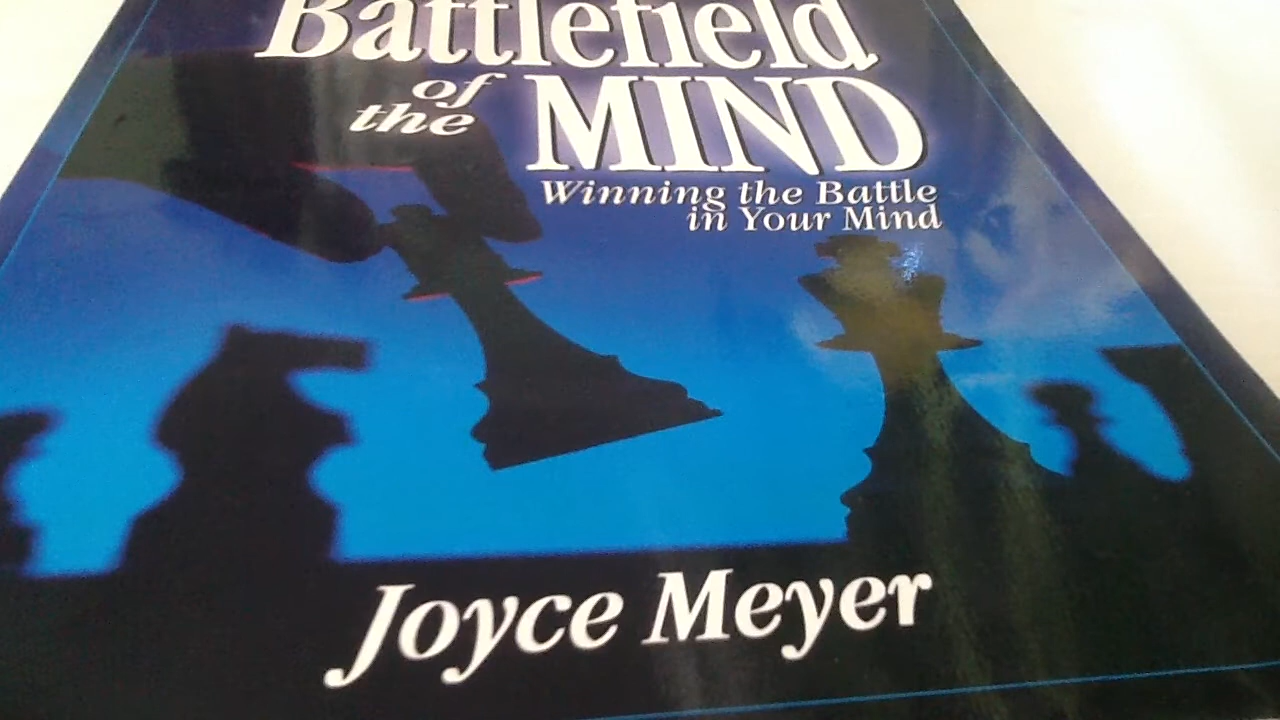 Battlefield
of the MIND
Winning the Battle
in Your Mind
Joyce Meyer